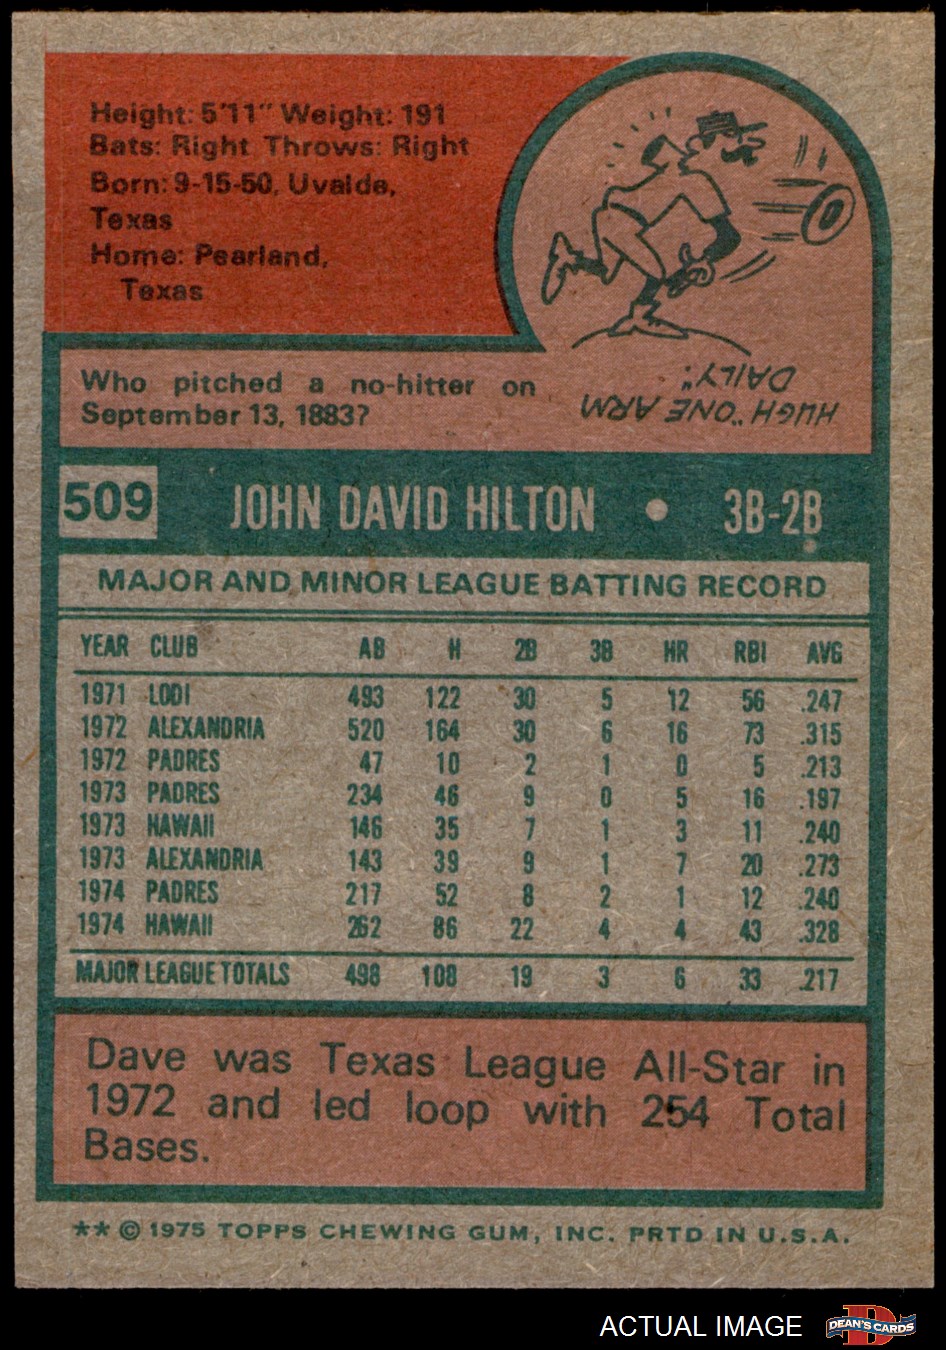 Height: 5'11" Weight: 191
Bats: Right Throws: Right
Born: 9-15-50, Uvalde,
Texas
Home: Pearland,
Texas
Who pitched a no-hitter on
September 13, 1883?
HUGH "ONE ARM
DAILY."
509 JOHN DAVID HILTON • 3B-2B
MAJOR AND MINOR LEAGUE BATTING RECORD
YEAR CLUB AB H 2B 3B HR RBI AVG
1971 LODI 493 122 30 5 12 56 .247
1972 ALEXANDRIA 520 164 30 6 16 73 .315
1972 PADRES 47 10 2 1 0 5 .213
1973 PADRES 234 46 9 0 5 16 .197
1973 HAWAII 146 35 7 1 3 11 .240
1973 ALEXANDRIA 143 39 9 1 7 20 .273
1974 PADRES 217 52 8 2 1 12 .240
1974 HAWAII 262 86 22 4 4 43 .328
MAJOR LEAGUE TOTALS 498 108 19 3 6 33 .217
Dave was Texas League All-Star in
1972 and led loop with 254 Total
Bases.
** © 1975 TOPPS CHEWING GUM, INC. PRTD IN U.S.A.
ACTUAL IMAGE
DEAN'S CARDS